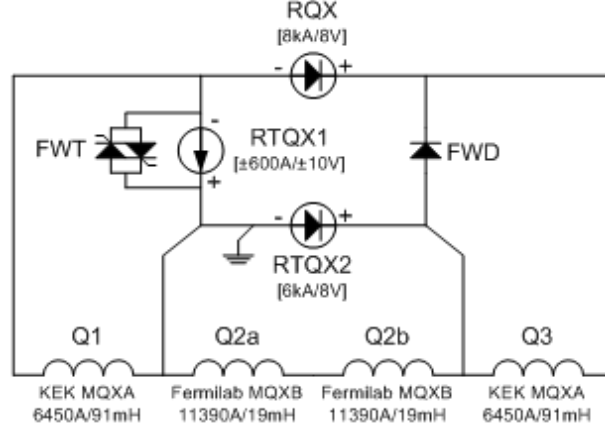 RQX
[8kA/8V]
- +
-
FWT
RTQX1
[±600A/±10V]
+
FWD
- +
RTQX2
[6kA/8V]
Q1 Q2a Q2b Q3
KEK MQXA Fermilab MQXB Fermilab MQXB KEK MQXA
6450A/91mH 11390A/19mH 11390A/19mH 6450A/91mH